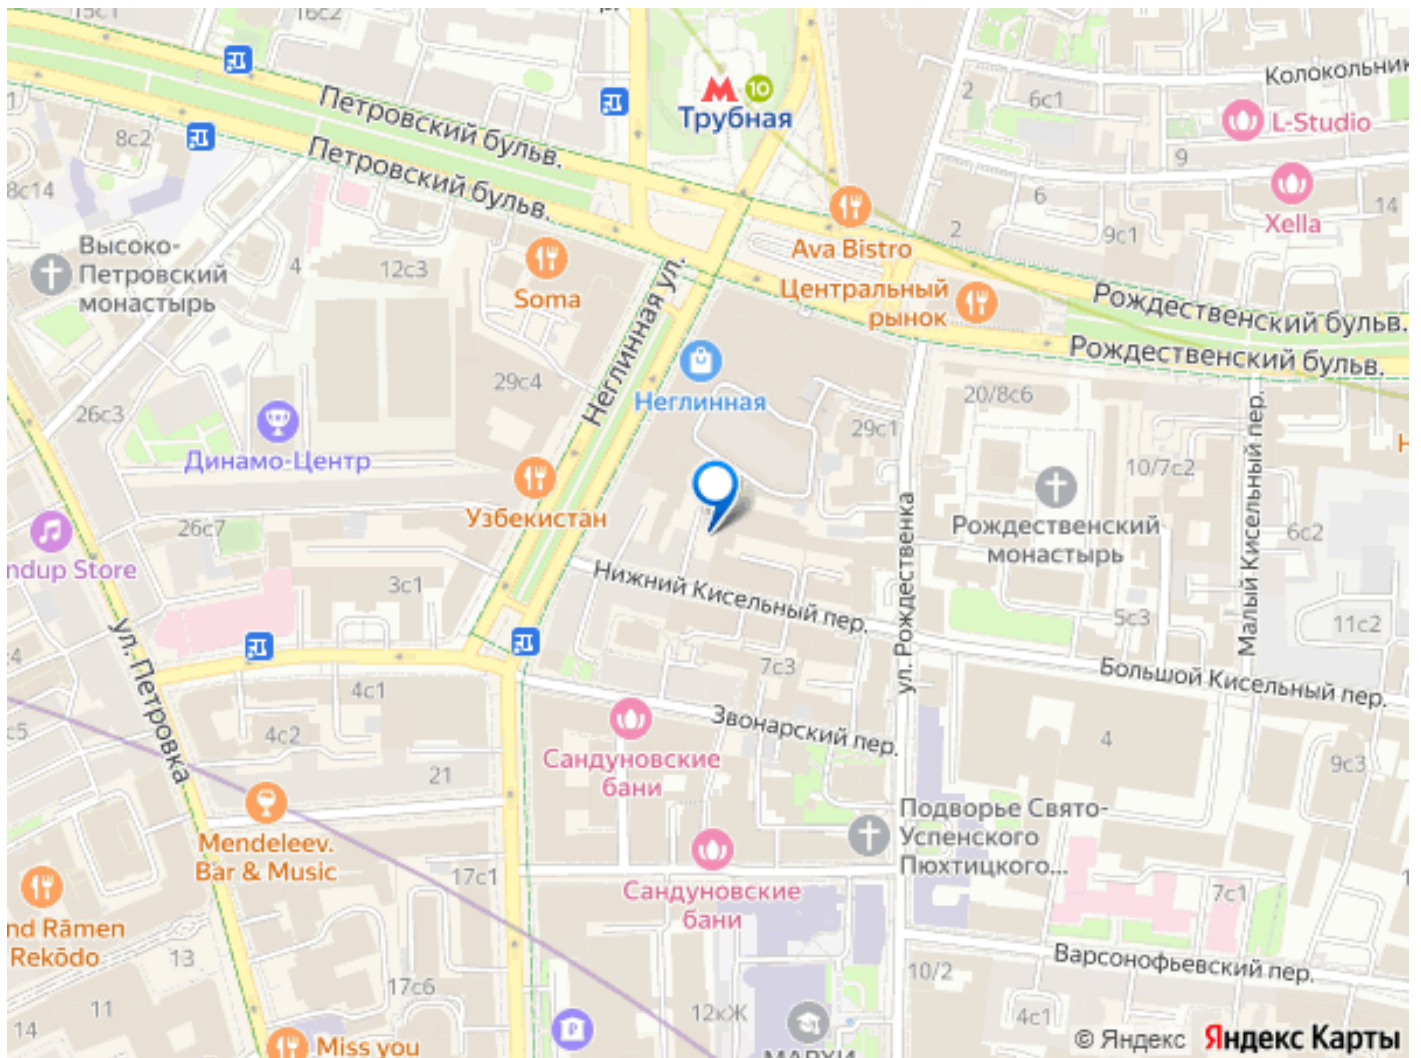 15с1
16с2
Колокольник
2
6с1
Трубная
10
L-Studio
Петровский бульв.
8с2
9
Петровский бульв.
8с14
6
14
Xella
Высоко-
Петровский
монастырь
4
12с3
Soma
Неглинная ул.
Ava Bistro
2
9с1
Центральный
рынок
Рождественский бульв.
Рождественский бульв.
29с4
Неглинная
26с3
20/8с6
29с1
Малый Кисельный пер.
Динамо-Центр
10/7с2
Узбекистан
26с7
Рождественский
монастырь
6с2
ndup Store
3с1
Нижний Кисельный пер.
ул. Рождественка
5с3
11с2
ул. Петровка
4
7с3
Большой Кисельный пер.
4с1
Звонарский пер.
с5
4с2
Сандуновские
бани
4
9с3
21
Подворье Свято-
Успенского
Пюхтицкого...
Mendeleev.
Bar & Music
17с1
Сандуновские
бани
7с1
nd Rāmen
Rekōdo
13
Варсонофьевский пер.
10/2
17с6
11
12кЖ
4с1
14
Miss you
МАРХИ
© Яндекс Яндекс Карты